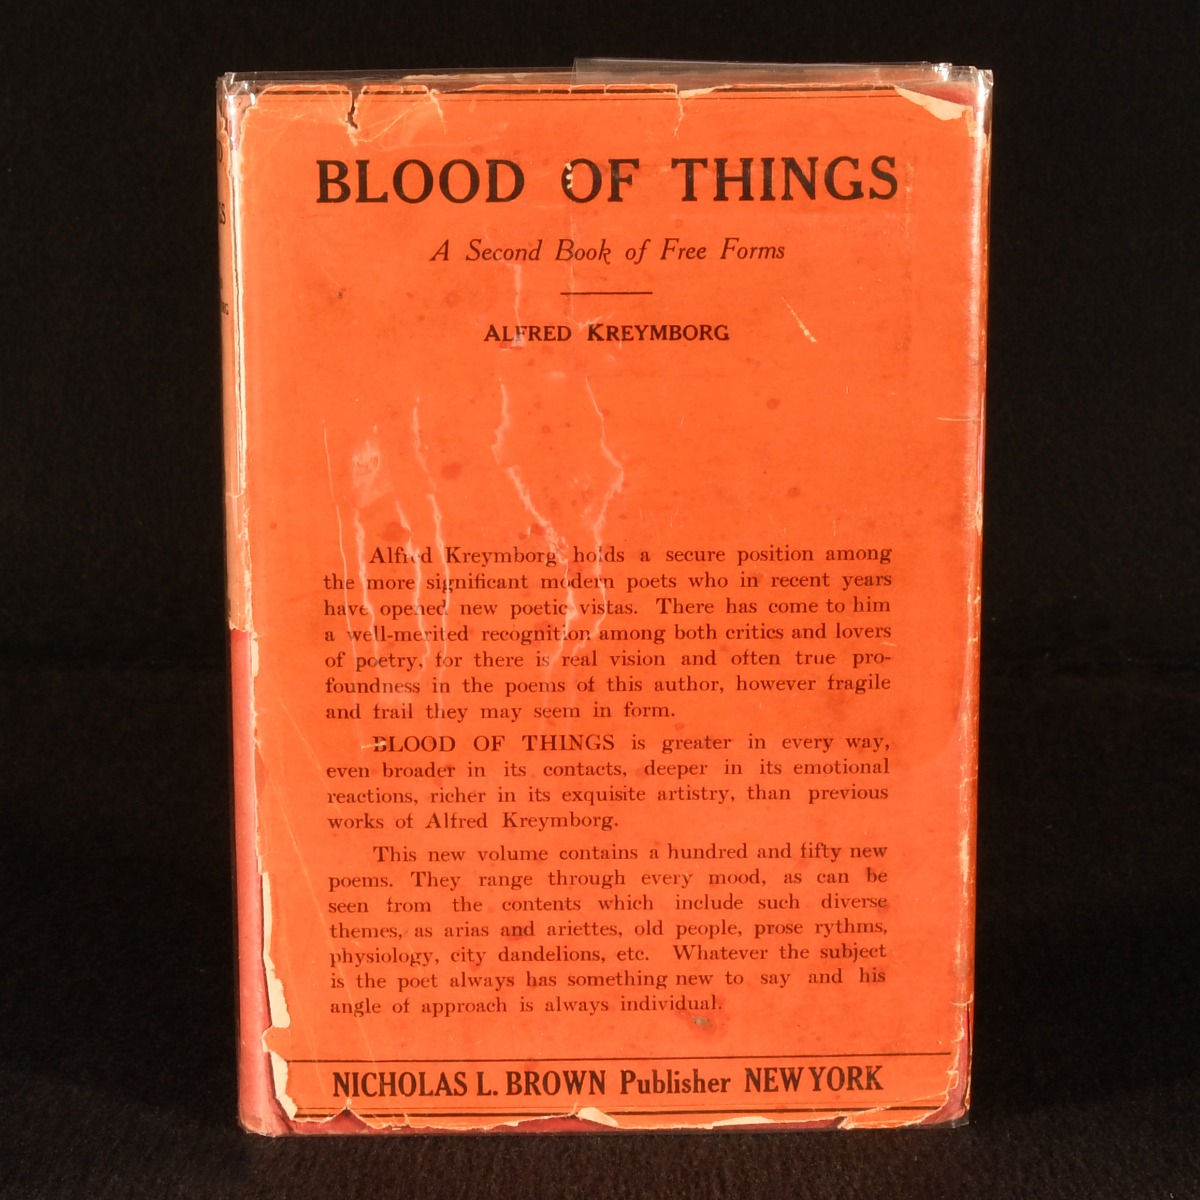 BLOOD OF THINGS
A Second Book of Free Forms
ALFRED KREYMBORG
Alfred Kreymborg holds a secure position among
the more significant modern poets who in recent years
have opened new poetic vistas. There has come to him
a well-merited recognition among both critics and lovers
of poetry, for there is real vision and often true pro-
foundness in the poems of this author, however fragile
and frail they may seem in form.
BLOOD OF THINGS is greater in every way,
even broader in its contacts, deeper in its emotional
reactions, richer in its exquisite artistry, than previous
works of Alfred Kreymborg.
This new volume contains a hundred and fifty new
poems. They range through every mood, as can be
seen from the contents which include such diverse
themes, as arias and ariettes, old people, prose rythms,
physiology, city dandelions, etc. Whatever the subject
is the poet always has something new to say and his
angle of approach is always individual.
NICHOLAS L. BROWN Publisher NEW YORK